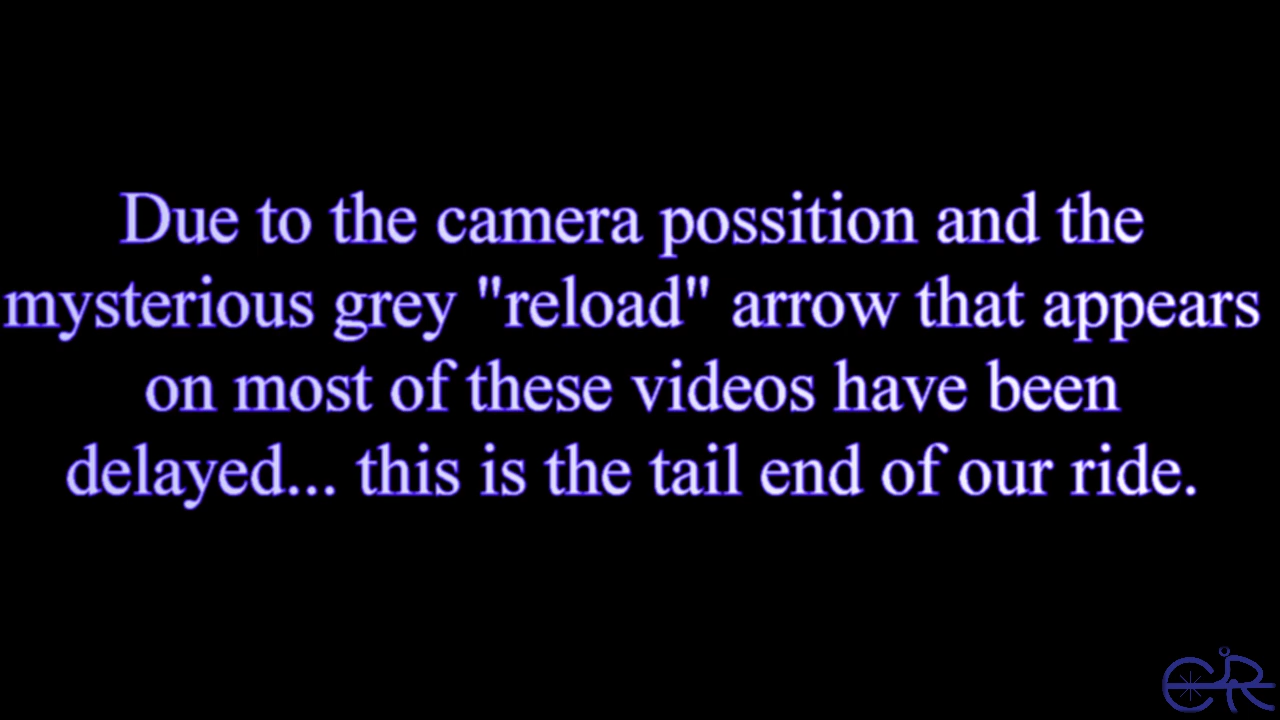 Due to the camera possition and the
mysterious grey "reload" arrow that appears
on most of these videos have been
delayed... this is the tail end of our ride.
CR